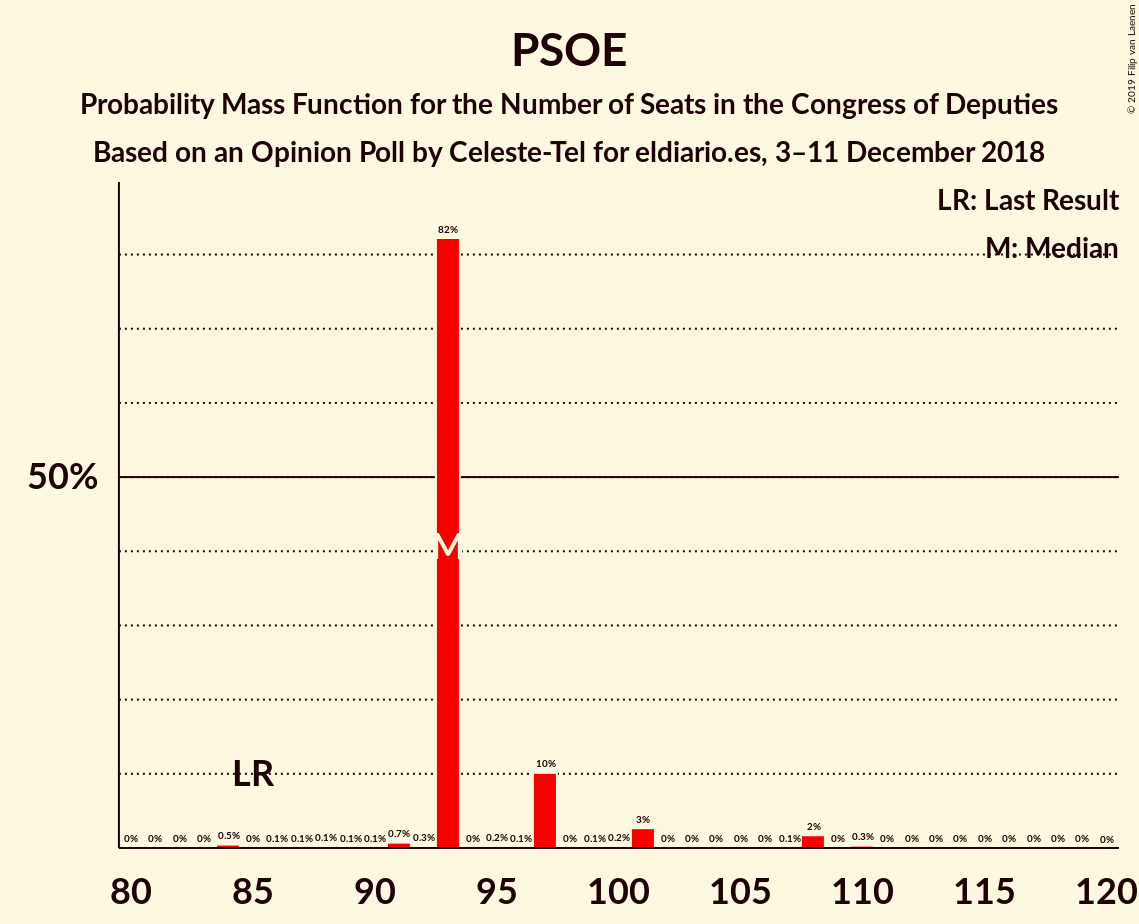 PSOE
Probability Mass Function for the Number of Seats in the Congress of Deputies
Based on an Opinion Poll by Celeste-Tel for eldiario.es, 3–11 December 2018
© 2019 Filip van Laenen
LR: Last Result
M: Median
82%
50%
M
LR
10%
0% 0% 0% 0% 0.5% 0% 0.1% 0.1% 0.1% 0.1% 0.1% 0.7% 0.3% 0% 0.2% 0.1% 0% 0.1% 0.2% 3% 0% 0% 0% 0% 0% 0.1% 2% 0% 0.3% 0% 0% 0% 0% 0% 0% 0% 0% 0% 0%
80 85 90 95 100 105 110 115 120